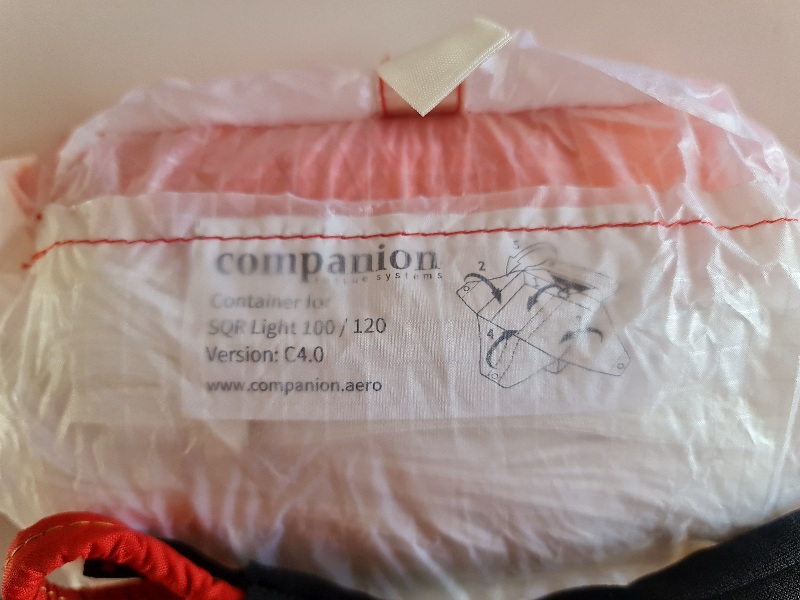 companion
rescue systems
Container for
SQR Light 100 / 120
Version: C4.0
www.companion.aero
2
5
4